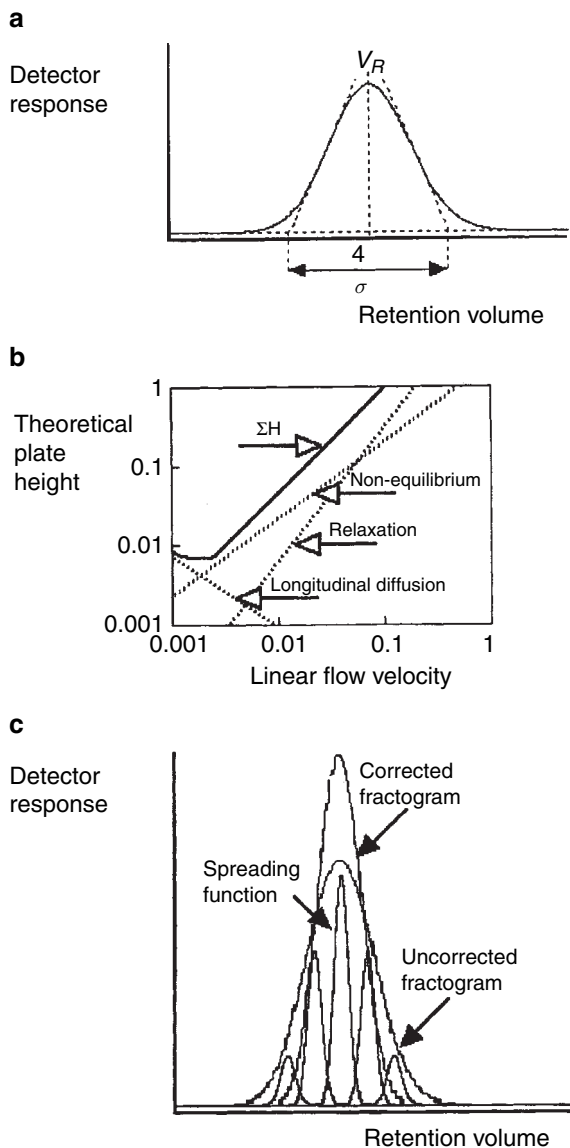 a
Detector
response
V_R
4
σ
Retention volume
b
Theoretical
plate
height
1
0.1
0.01
0.001
ΣH
Non-equilibrium
Relaxation
Longitudinal diffusion
0.001
0.01
0.1
1
Linear flow velocity
c
Detector
response
Corrected
fractogram
Spreading
function
Uncorrected
fractogram
Retention volume